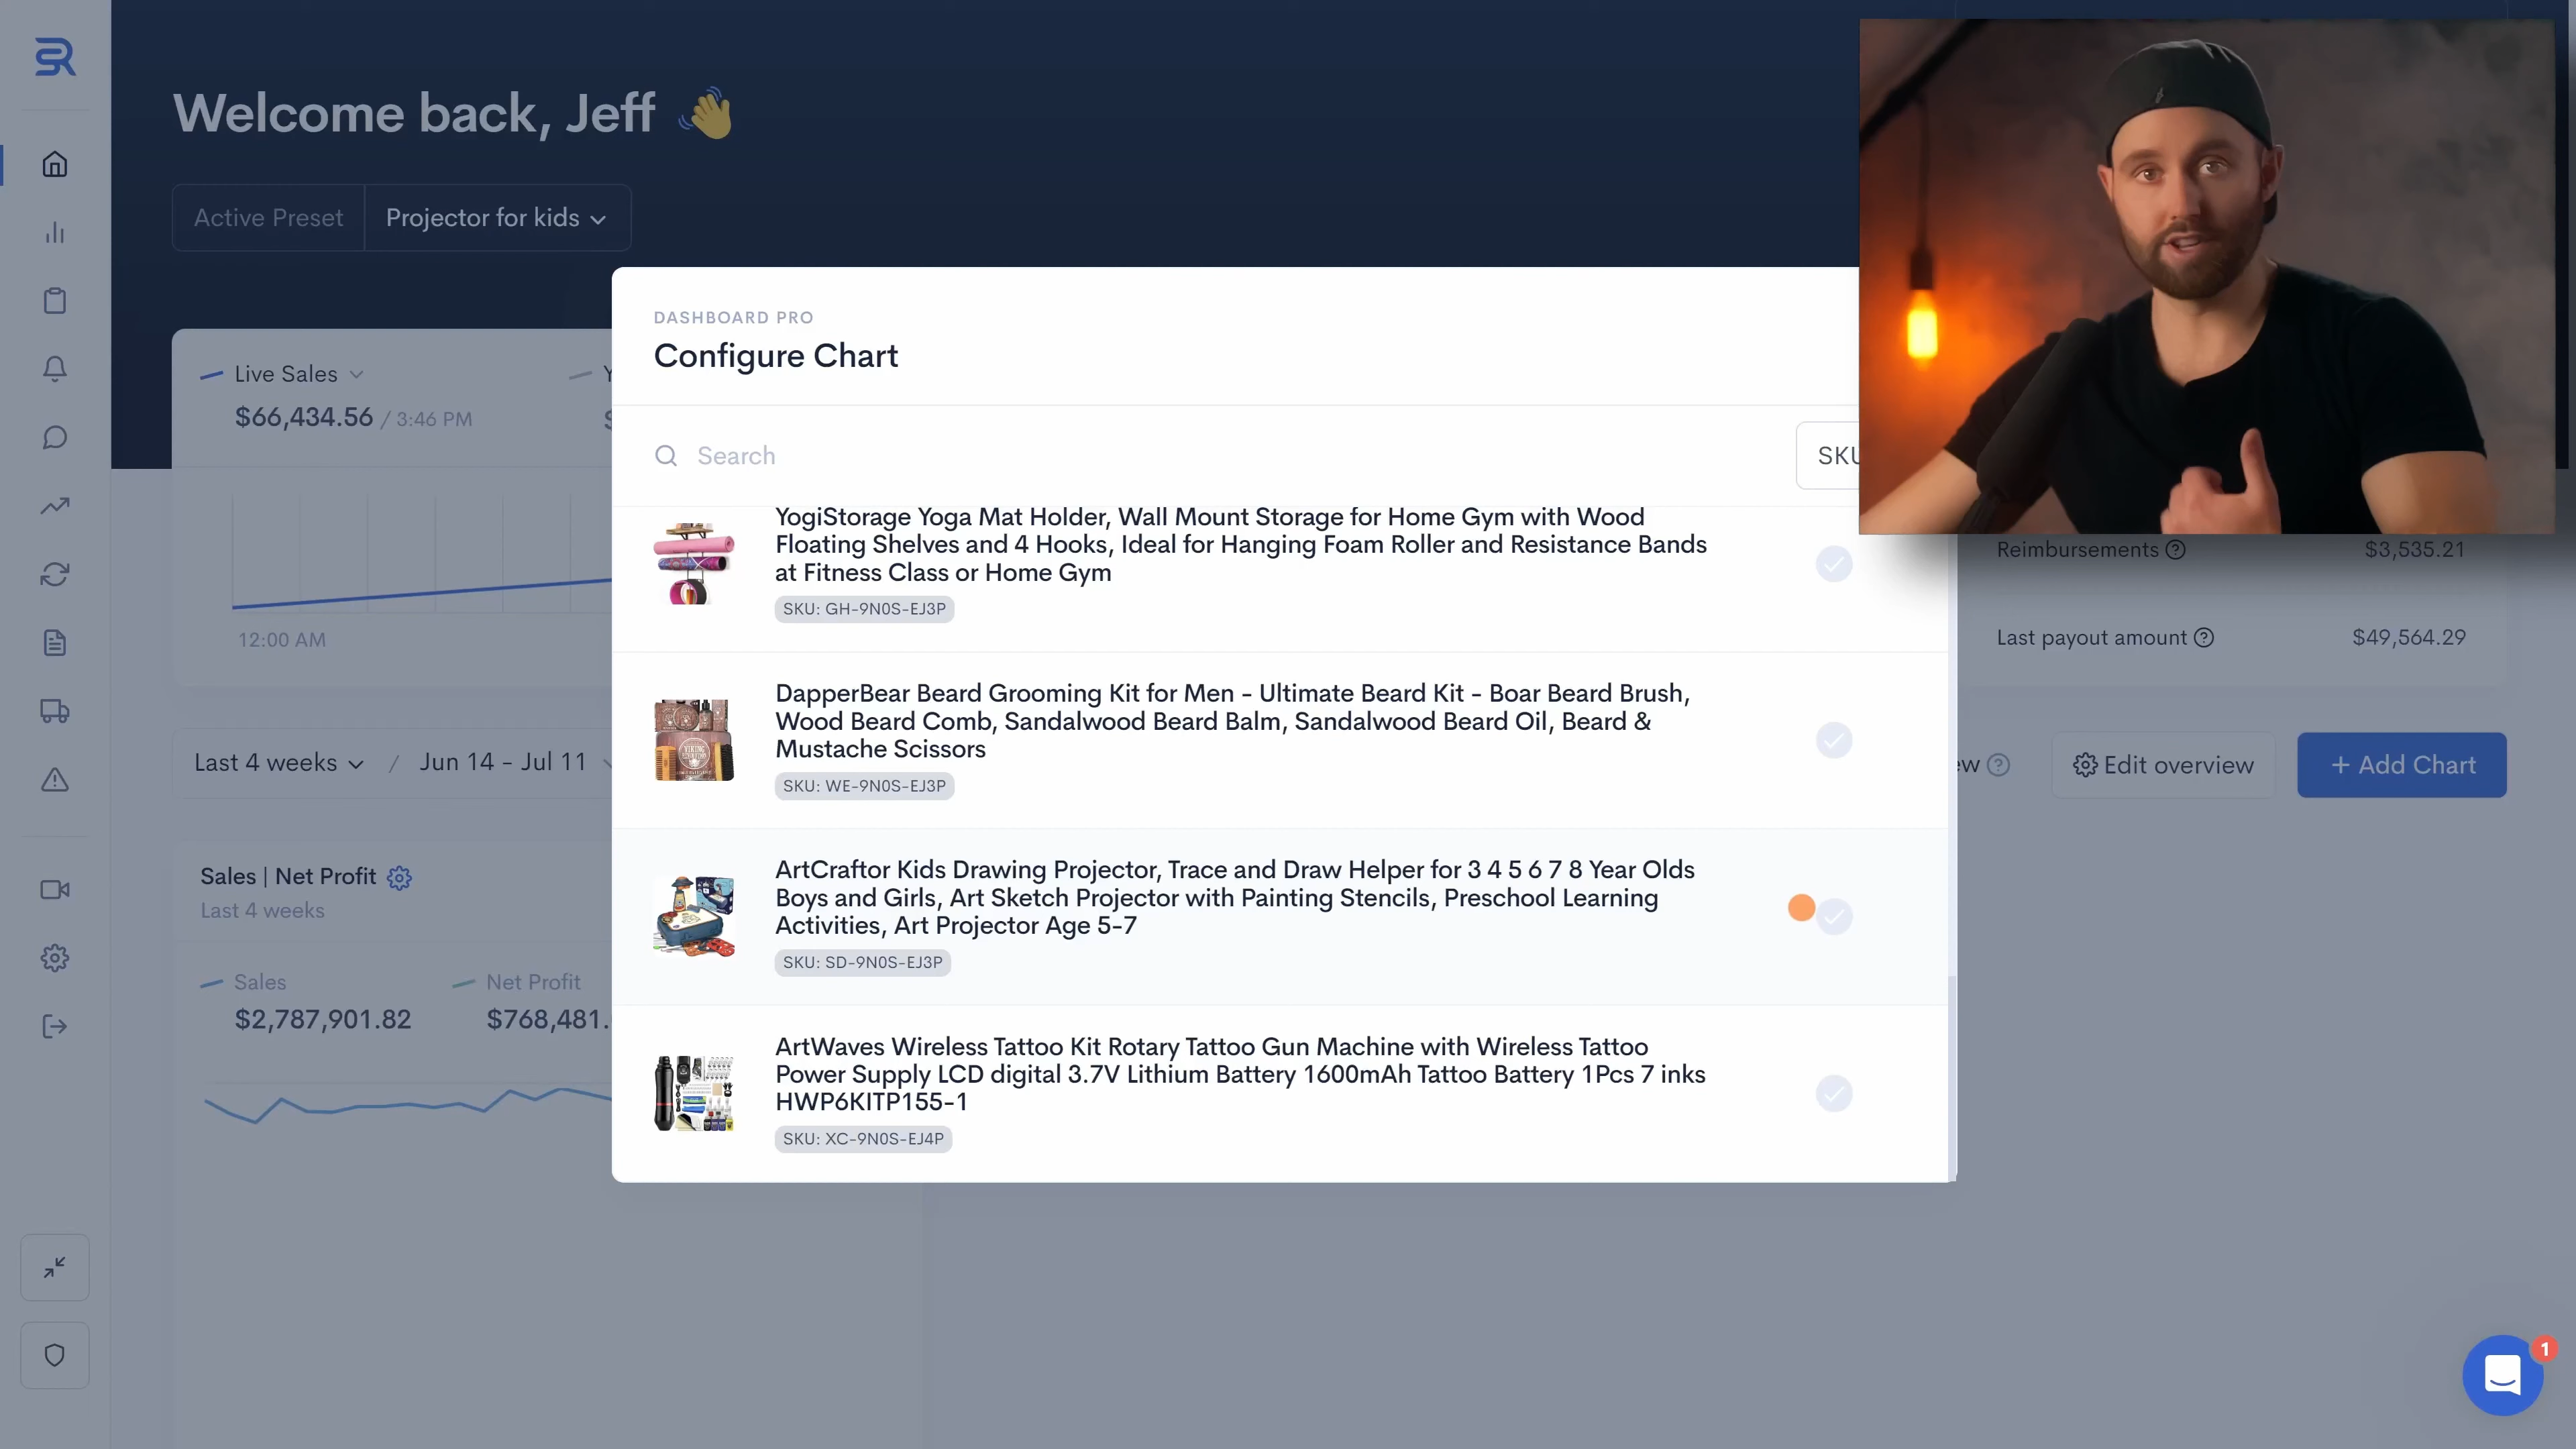 Welcome back, Jeff
Active Preset
Projector for kids
DASHBOARD PRO
Configure Chart
Live Sales
$66,434.56 / 3:46 PM
12:00 AM
Search
SKU
YogiStorage Yoga Mat Holder, Wall Mount Storage for Home Gym with Wood
Floating Shelves and 4 Hooks, Ideal for Hanging Foam Roller and Resistance Bands
at Fitness Class or Home Gym
SKU: GH-9N0S-EJ3P
DapperBear Beard Grooming Kit for Men - Ultimate Beard Kit - Boar Beard Brush,
Wood Beard Comb, Sandalwood Beard Balm, Sandalwood Beard Oil, Beard &
Mustache Scissors
SKU: WE-9N0S-EJ3P
ArtCraftor Kids Drawing Projector, Trace and Draw Helper for 3 4 5 6 7 8 Year Olds
Boys and Girls, Art Sketch Projector with Painting Stencils, Preschool Learning
Activities, Art Projector Age 5-7
SKU: SD-9N0S-EJ3P
ArtWaves Wireless Tattoo Kit Rotary Tattoo Gun Machine with Wireless Tattoo
Power Supply LCD digital 3.7V Lithium Battery 1600mAh Tattoo Battery 1Pcs 7 inks
HWP6KITP155-1
SKU: XC-9N0S-EJ4P
Reimbursements $3,535.21
Last payout amount $49,564.29
Last 4 weeks / Jun 14 - Jul 11
Edit overview
+ Add Chart
Sales | Net Profit
Last 4 weeks
Sales
$2,787,901.82
Net Profit
$768,481.
1